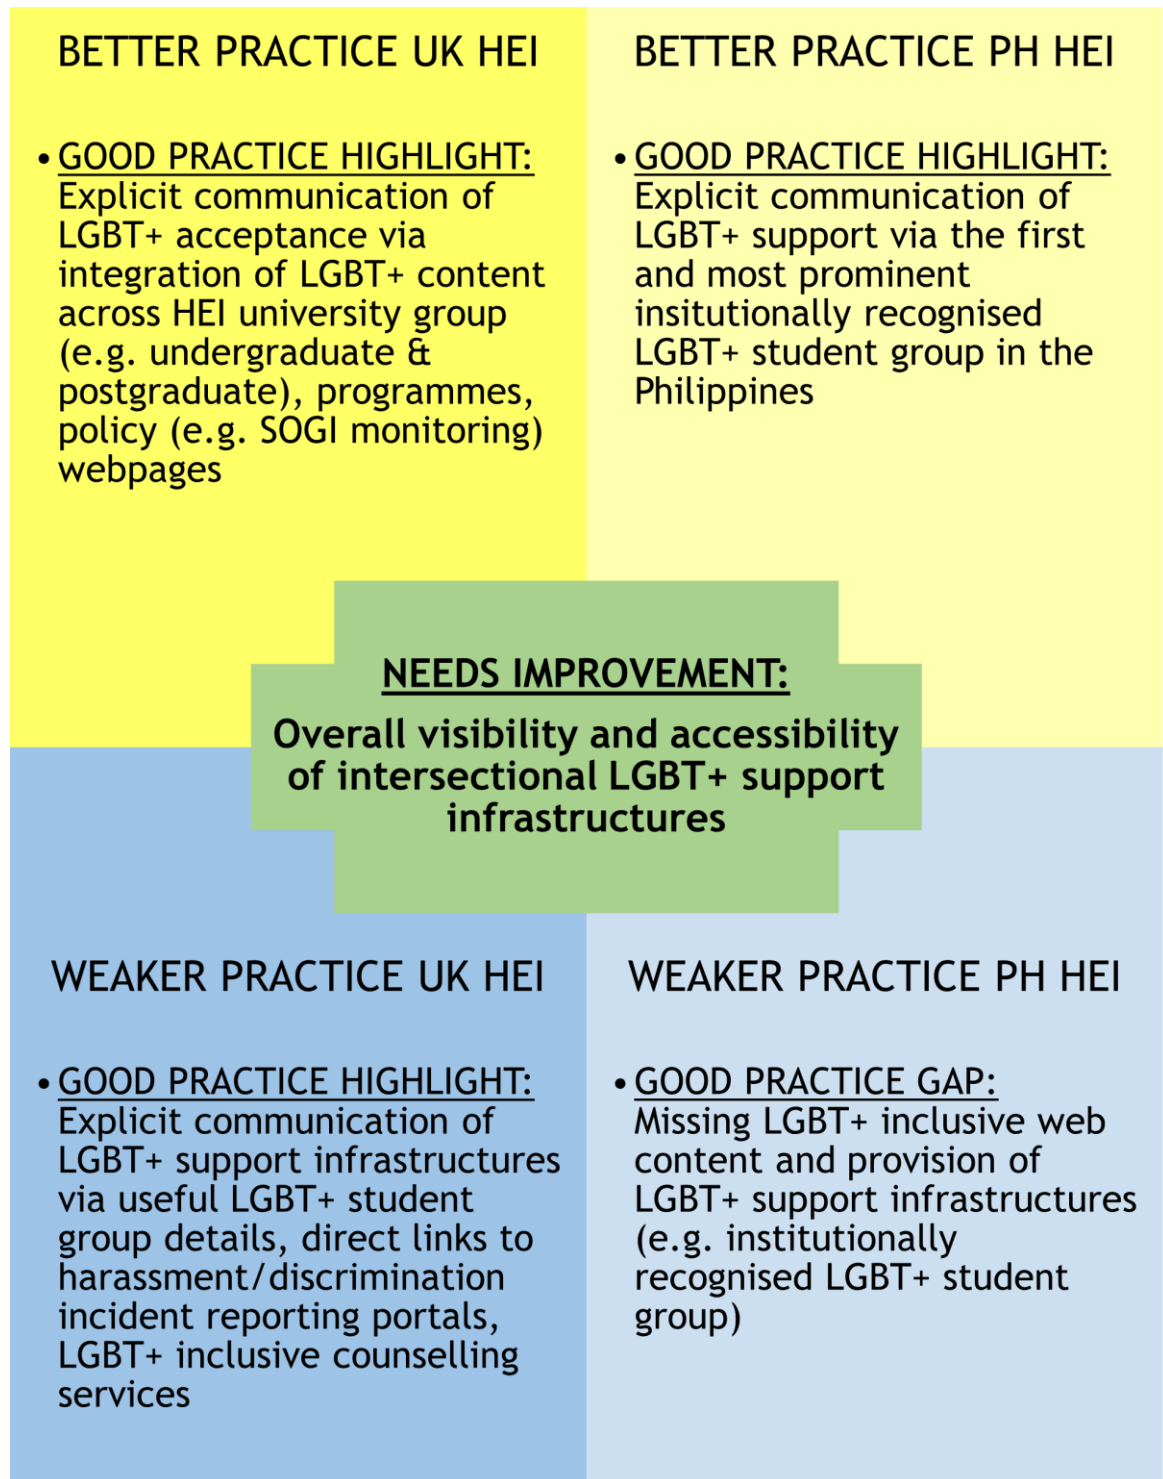 BETTER PRACTICE UK HEI
• GOOD PRACTICE HIGHLIGHT:
Explicit communication of
LGBT+ acceptance via
integration of LGBT+ content
across HEI university group
(e.g. undergraduate &
postgraduate), programmes,
policy (e.g. SOGI monitoring)
webpages
BETTER PRACTICE PH HEI
• GOOD PRACTICE HIGHLIGHT:
Explicit communication of
LGBT+ support via the first
and most prominent
insitutionally recognised
LGBT+ student group in the
Philippines
NEEDS IMPROVEMENT:
Overall visibility and accessibility
of intersectional LGBT+ support
infrastructures
WEAKER PRACTICE UK HEI
• GOOD PRACTICE HIGHLIGHT:
Explicit communication of
LGBT+ support infrastructures
via useful LGBT+ student
group details, direct links to
harassment/discrimination
incident reporting portals,
LGBT+ inclusive counselling
services
WEAKER PRACTICE PH HEI
• GOOD PRACTICE GAP:
Missing LGBT+ inclusive web
content and provision of
LGBT+ support infrastructures
(e.g. institutionally
recognised LGBT+ student
group)